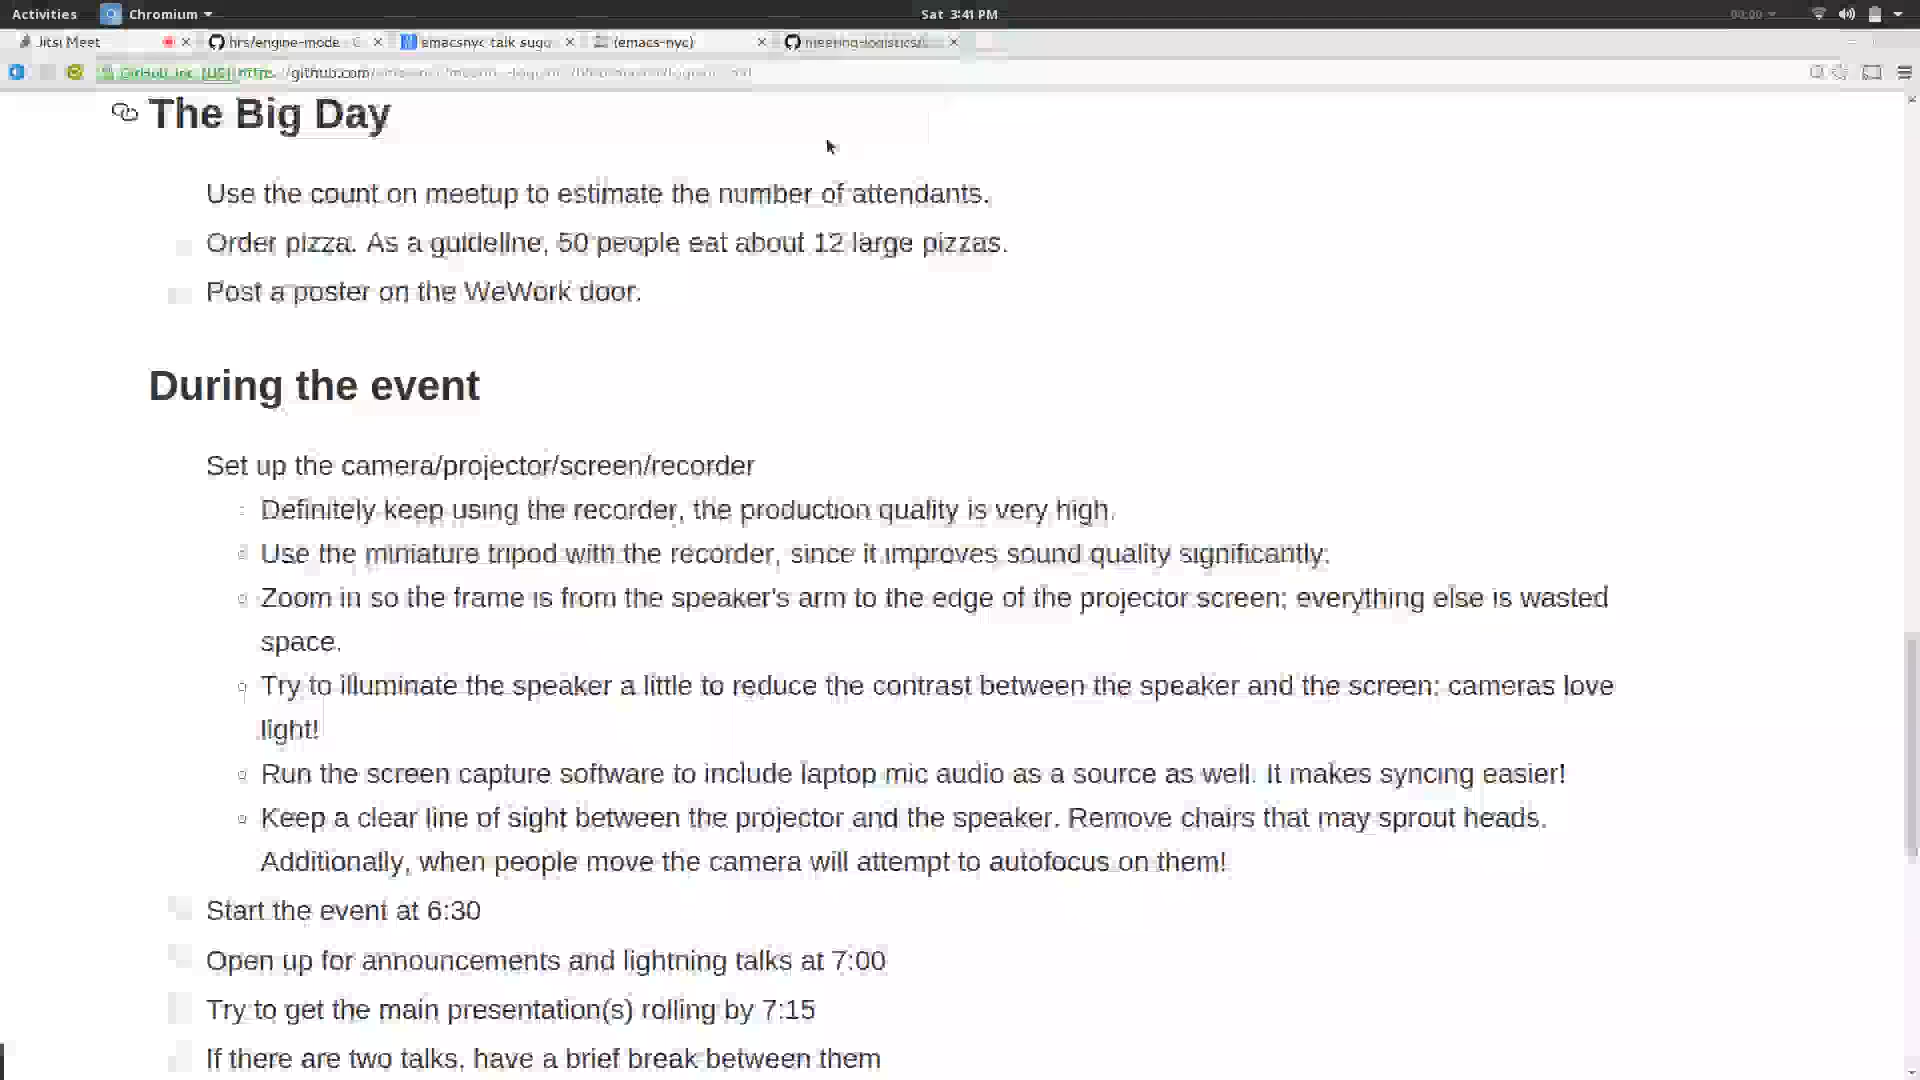 Activities
Chromium
Sat 3:41 PM
00:00
Jitsi Meet
hrs/engine-mode
emacsnyc talk sugg
(emacs-nyc)
meeting-logistics/
GitHub, Inc. [US]
github.com
The Big Day
Use the count on meetup to estimate the number of attendants.
Order pizza. As a guideline, 50 people eat about 12 large pizzas.
Post a poster on the WeWork door.
During the event
Set up the camera/projector/screen/recorder
Definitely keep using the recorder, the production quality is very high.
Use the miniature tripod with the recorder, since it improves sound quality significantly.
Zoom in so the frame is from the speaker's arm to the edge of the projector screen; everything else is wasted
space.
Try to illuminate the speaker a little to reduce the contrast between the speaker and the screen: cameras love
light!
Run the screen capture software to include laptop mic audio as a source as well. It makes syncing easier!
Keep a clear line of sight between the projector and the speaker. Remove chairs that may sprout heads.
Additionally, when people move the camera will attempt to autofocus on them!
Start the event at 6:30
Open up for announcements and lightning talks at 7:00
Try to get the main presentation(s) rolling by 7:15
If there are two talks, have a brief break between them